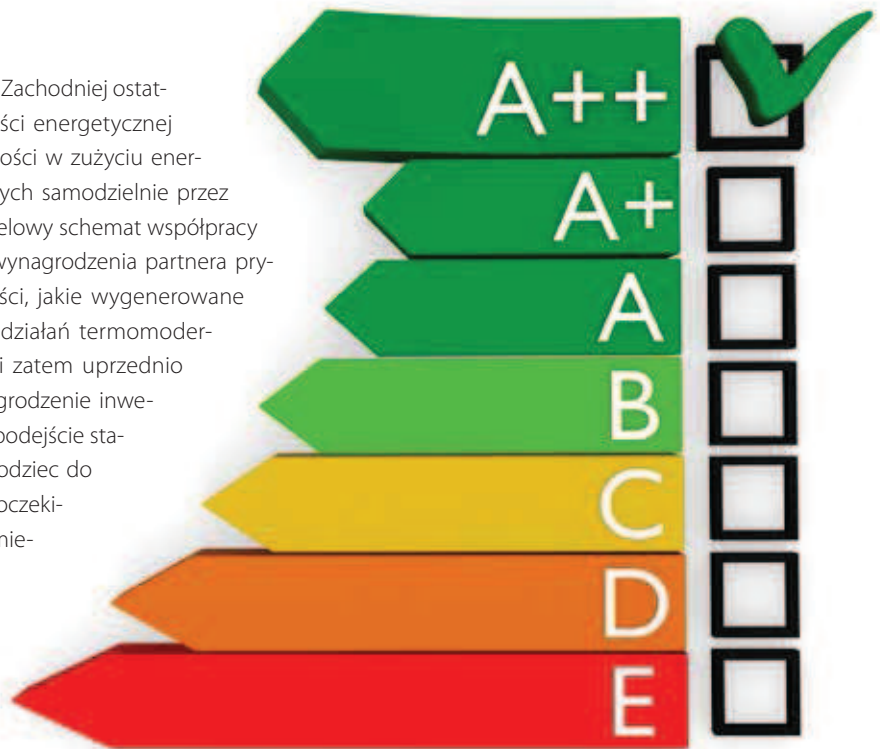 Zachodniej ostat-
ści energetycznej
ości w zużyciu ener-
ych samodzielnie przez
elowy schemat współpracy
wynagrodzenia partnera pry-
ści, jakie wygenerowane
działań termomoder-
i zatem uprzednio
grodzenie inwe-
podejście sta-
odziec do
oczeki-
mie-
A++
A+
A
B
C
D
E